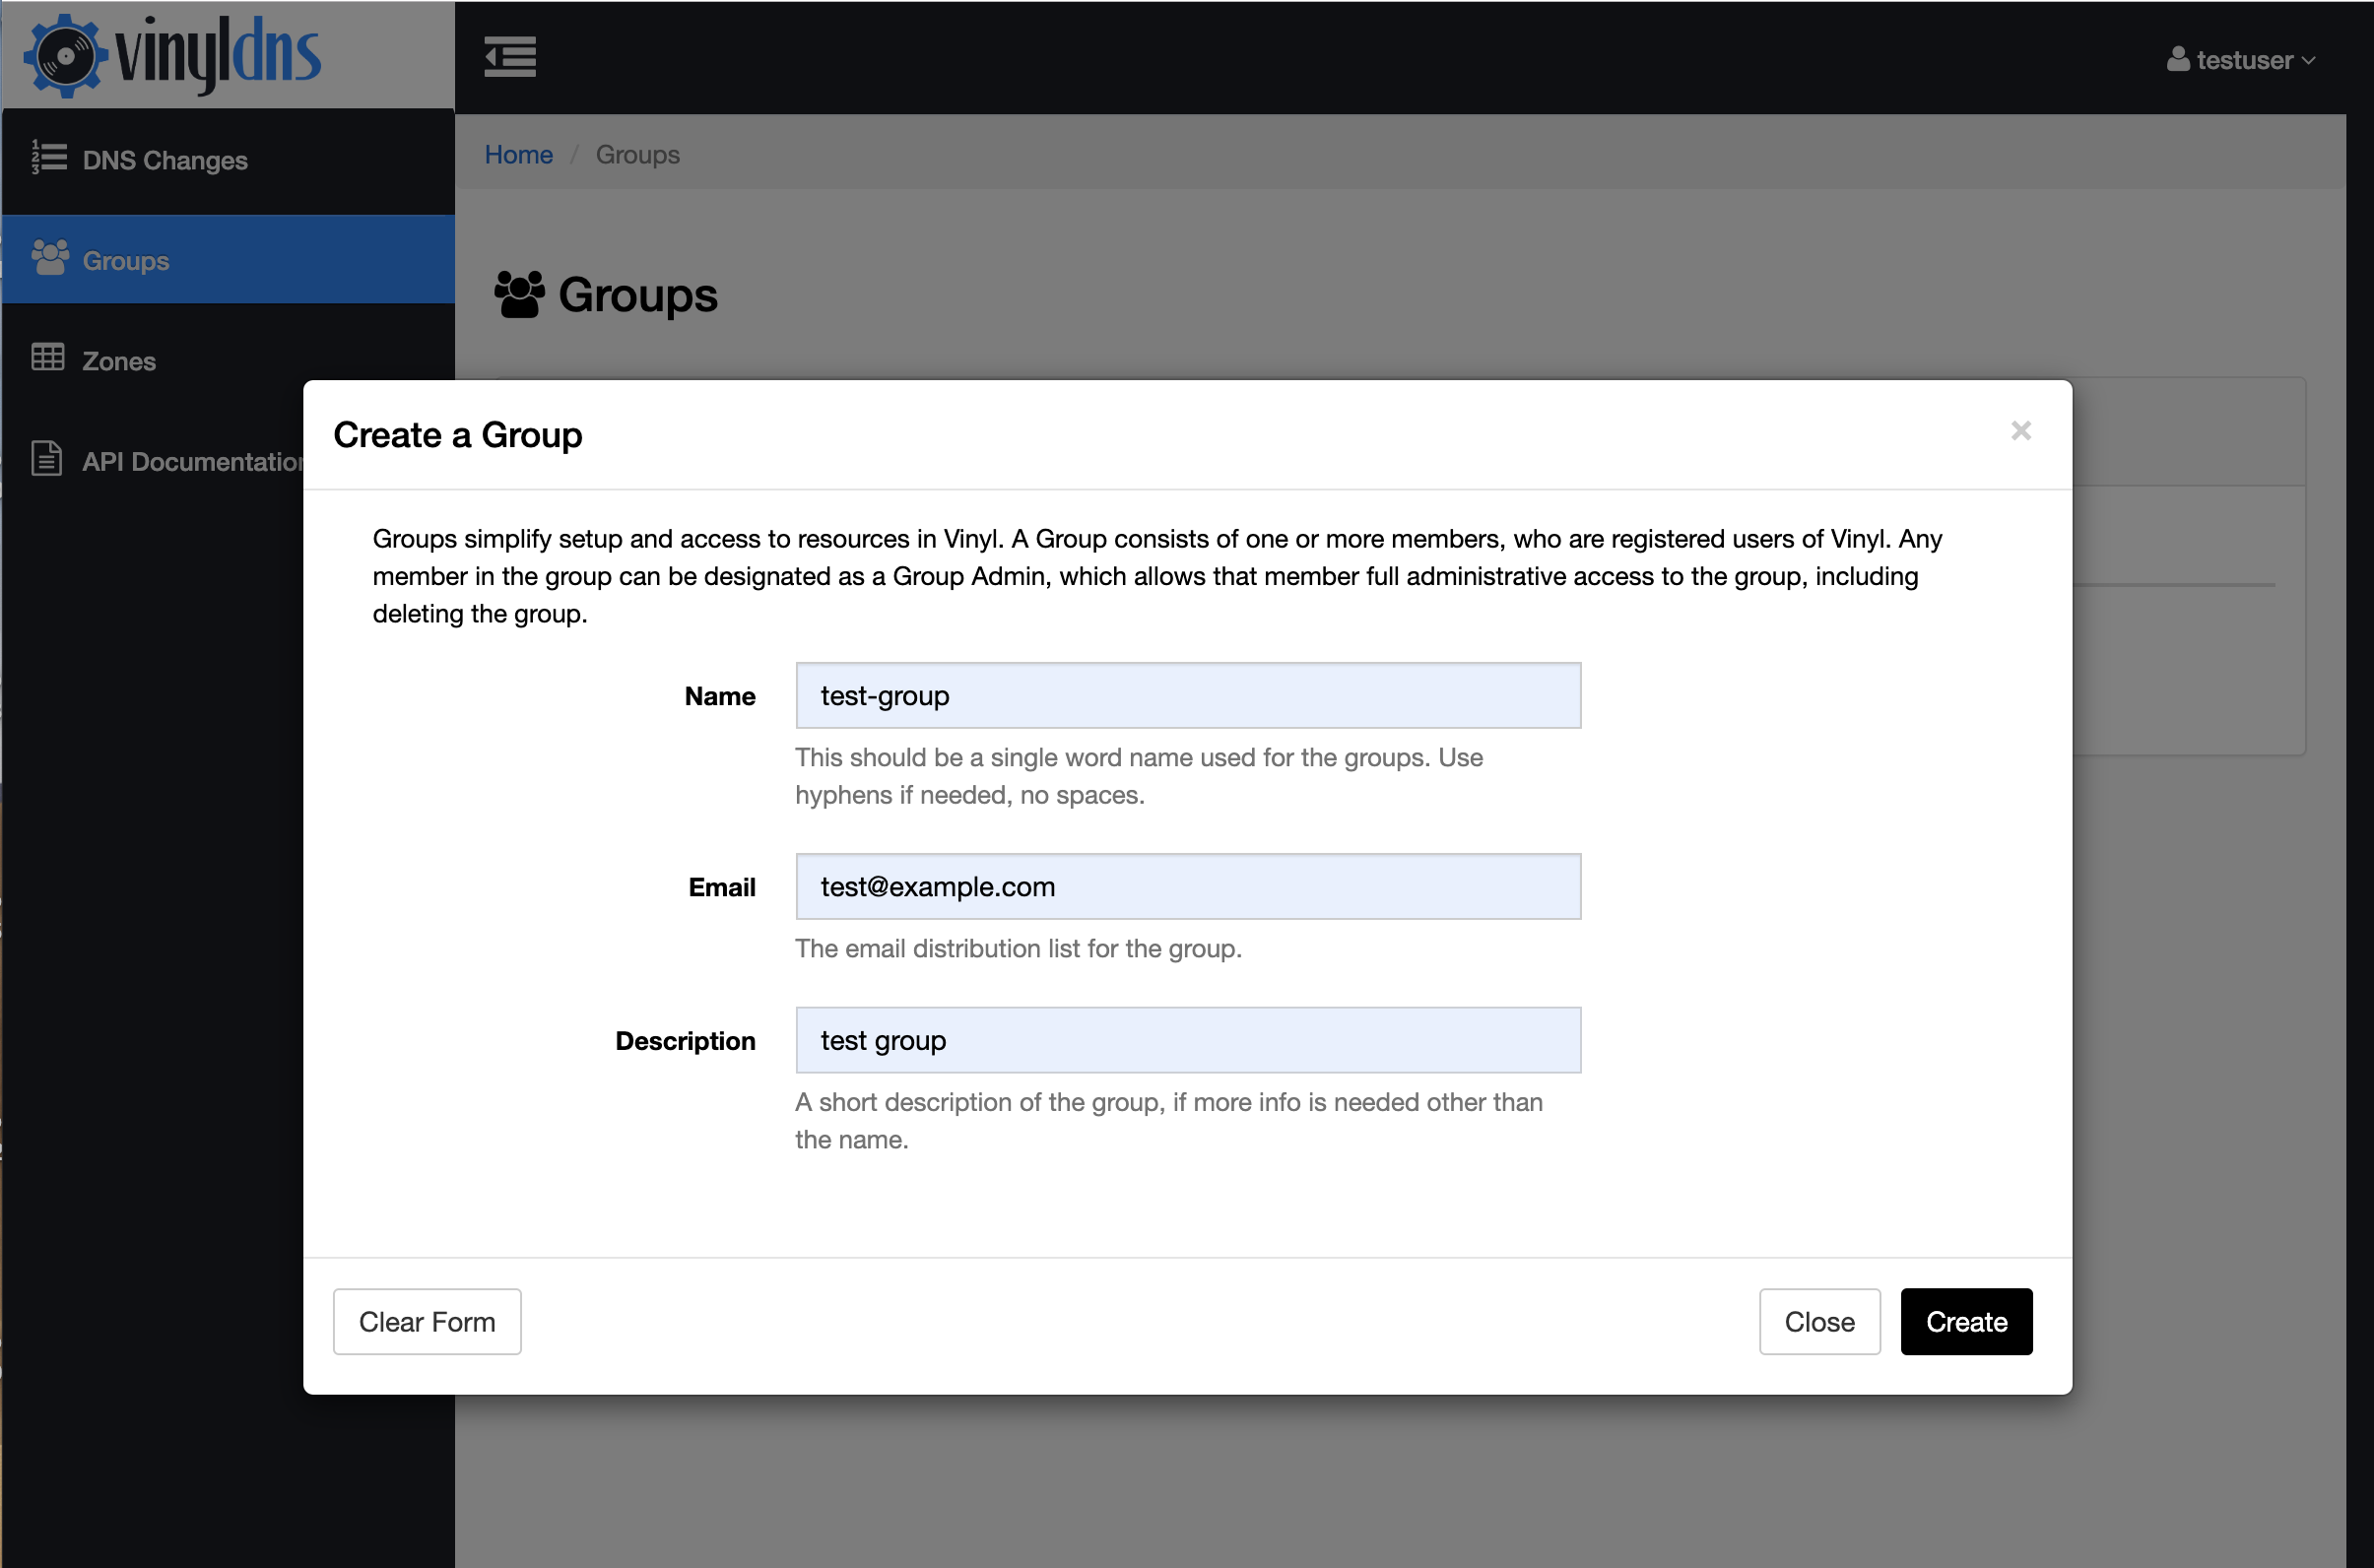 vinyldns
testuser
DNS Changes
Groups
Zones
API Documentation
Home / Groups
Groups
Create a Group
×
Groups simplify setup and access to resources in Vinyl. A Group consists of one or more members, who are registered users of Vinyl. Any
member in the group can be designated as a Group Admin, which allows that member full administrative access to the group, including
deleting the group.
Name
test-group
This should be a single word name used for the groups. Use
hyphens if needed, no spaces.
Email
test@example.com
The email distribution list for the group.
Description
test group
A short description of the group, if more info is needed other than
the name.
Clear Form
Close
Create